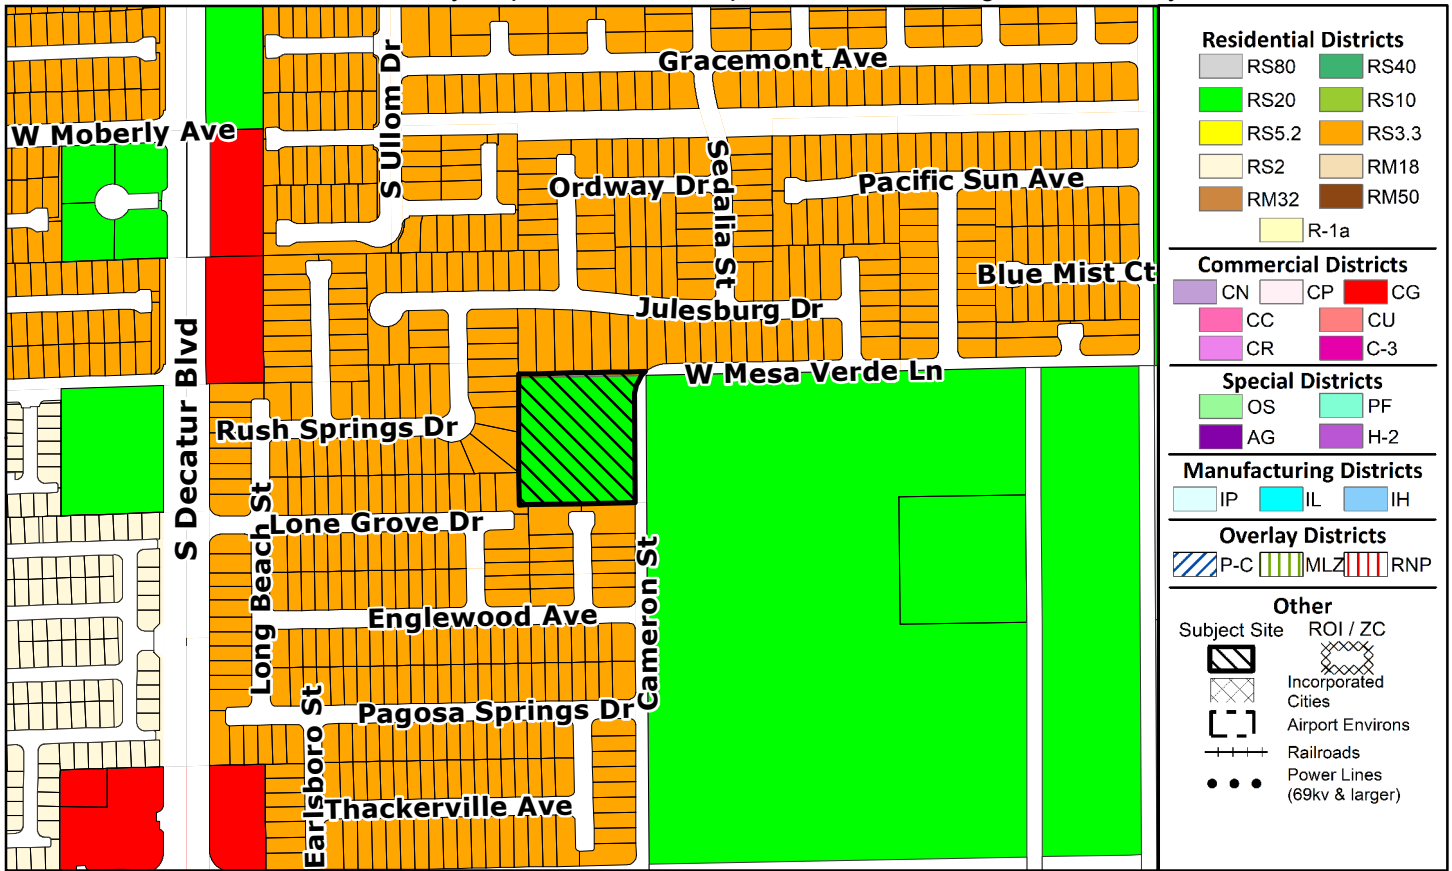 Gracemont Ave
S Ullom Dr
W Moberly Ave
Sedalia St
Ordway Dr
Pacific Sun Ave
Blue Mist Ct
Julesburg Dr
S Decatur Blvd
W Mesa Verde Ln
Rush Springs Dr
Long Beach St
Lone Grove Dr
Cameron St
Englewood Ave
Earlsboro St
Pagosa Springs Dr
Thackerville Ave
Residential Districts
RS80 RS40
RS20 RS10
RS5.2 RS3.3
RS2 RM18
RM32 RM50
R-1a
Commercial Districts
CN CP CG
CC CU
CR C-3
Special Districts
OS PF
AG H-2
Manufacturing Districts
IP IL IH
Overlay Districts
P-C MLZ RNP
Other
Subject Site ROI / ZC
Incorporated
Cities
Airport Environs
Railroads
Power Lines
(69kv & larger)